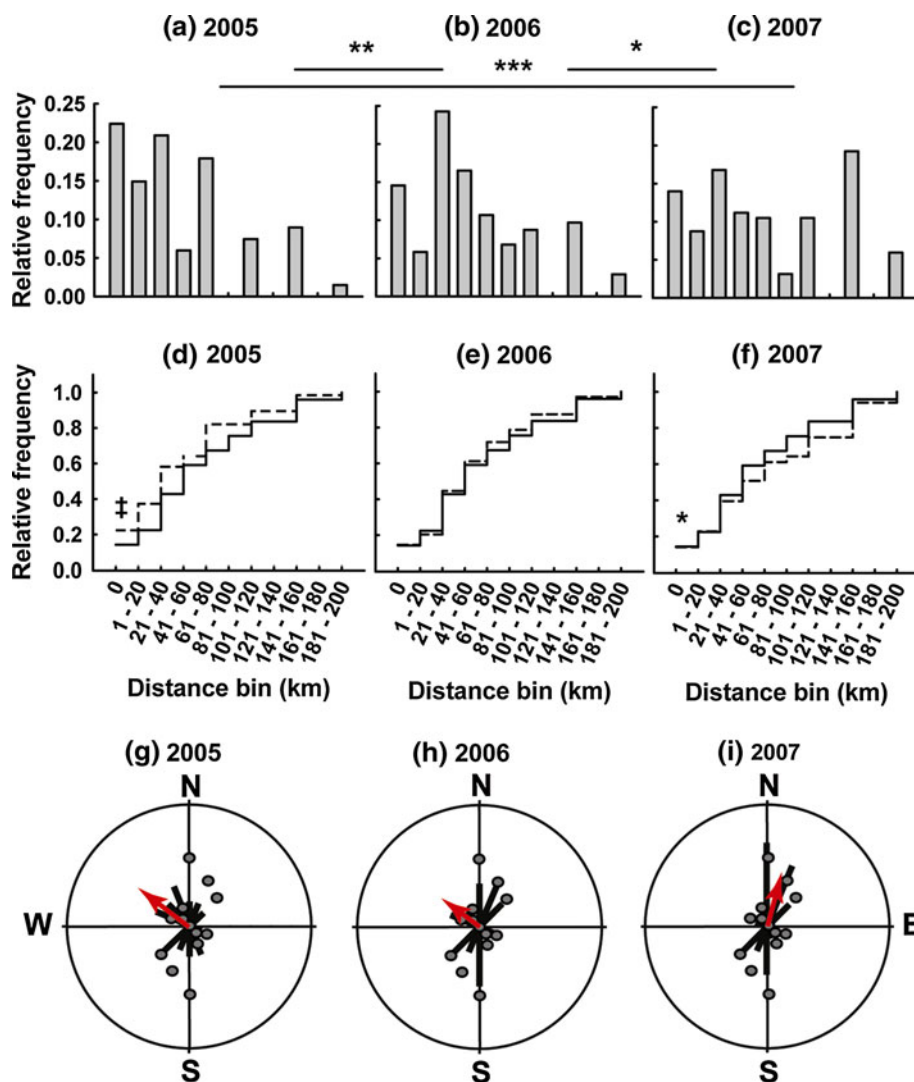 (a) 2005 (b) 2006 (c) 2007
** *** *
Relative frequency
0.25
0.20
0.15
0.10
0.05
0.00
(d) 2005 (e) 2006 (f) 2007
Relative frequency
1.0
0.8
0.6
0.4
0.2
0.0
‡
*
0 1 - 20 21 - 40 41 - 60 61 - 80 81 - 100 101 - 120 121 - 140 141 - 160 161 - 180 181 - 200
0 1 - 20 21 - 40 41 - 60 61 - 80 81 - 100 101 - 120 121 - 140 141 - 160 161 - 180 181 - 200
0 1 - 20 21 - 40 41 - 60 61 - 80 81 - 100 101 - 120 121 - 140 141 - 160 161 - 180 181 - 200
Distance bin (km) Distance bin (km) Distance bin (km)
(g) 2005 (h) 2006 (i) 2007
N N N
W E
S S S